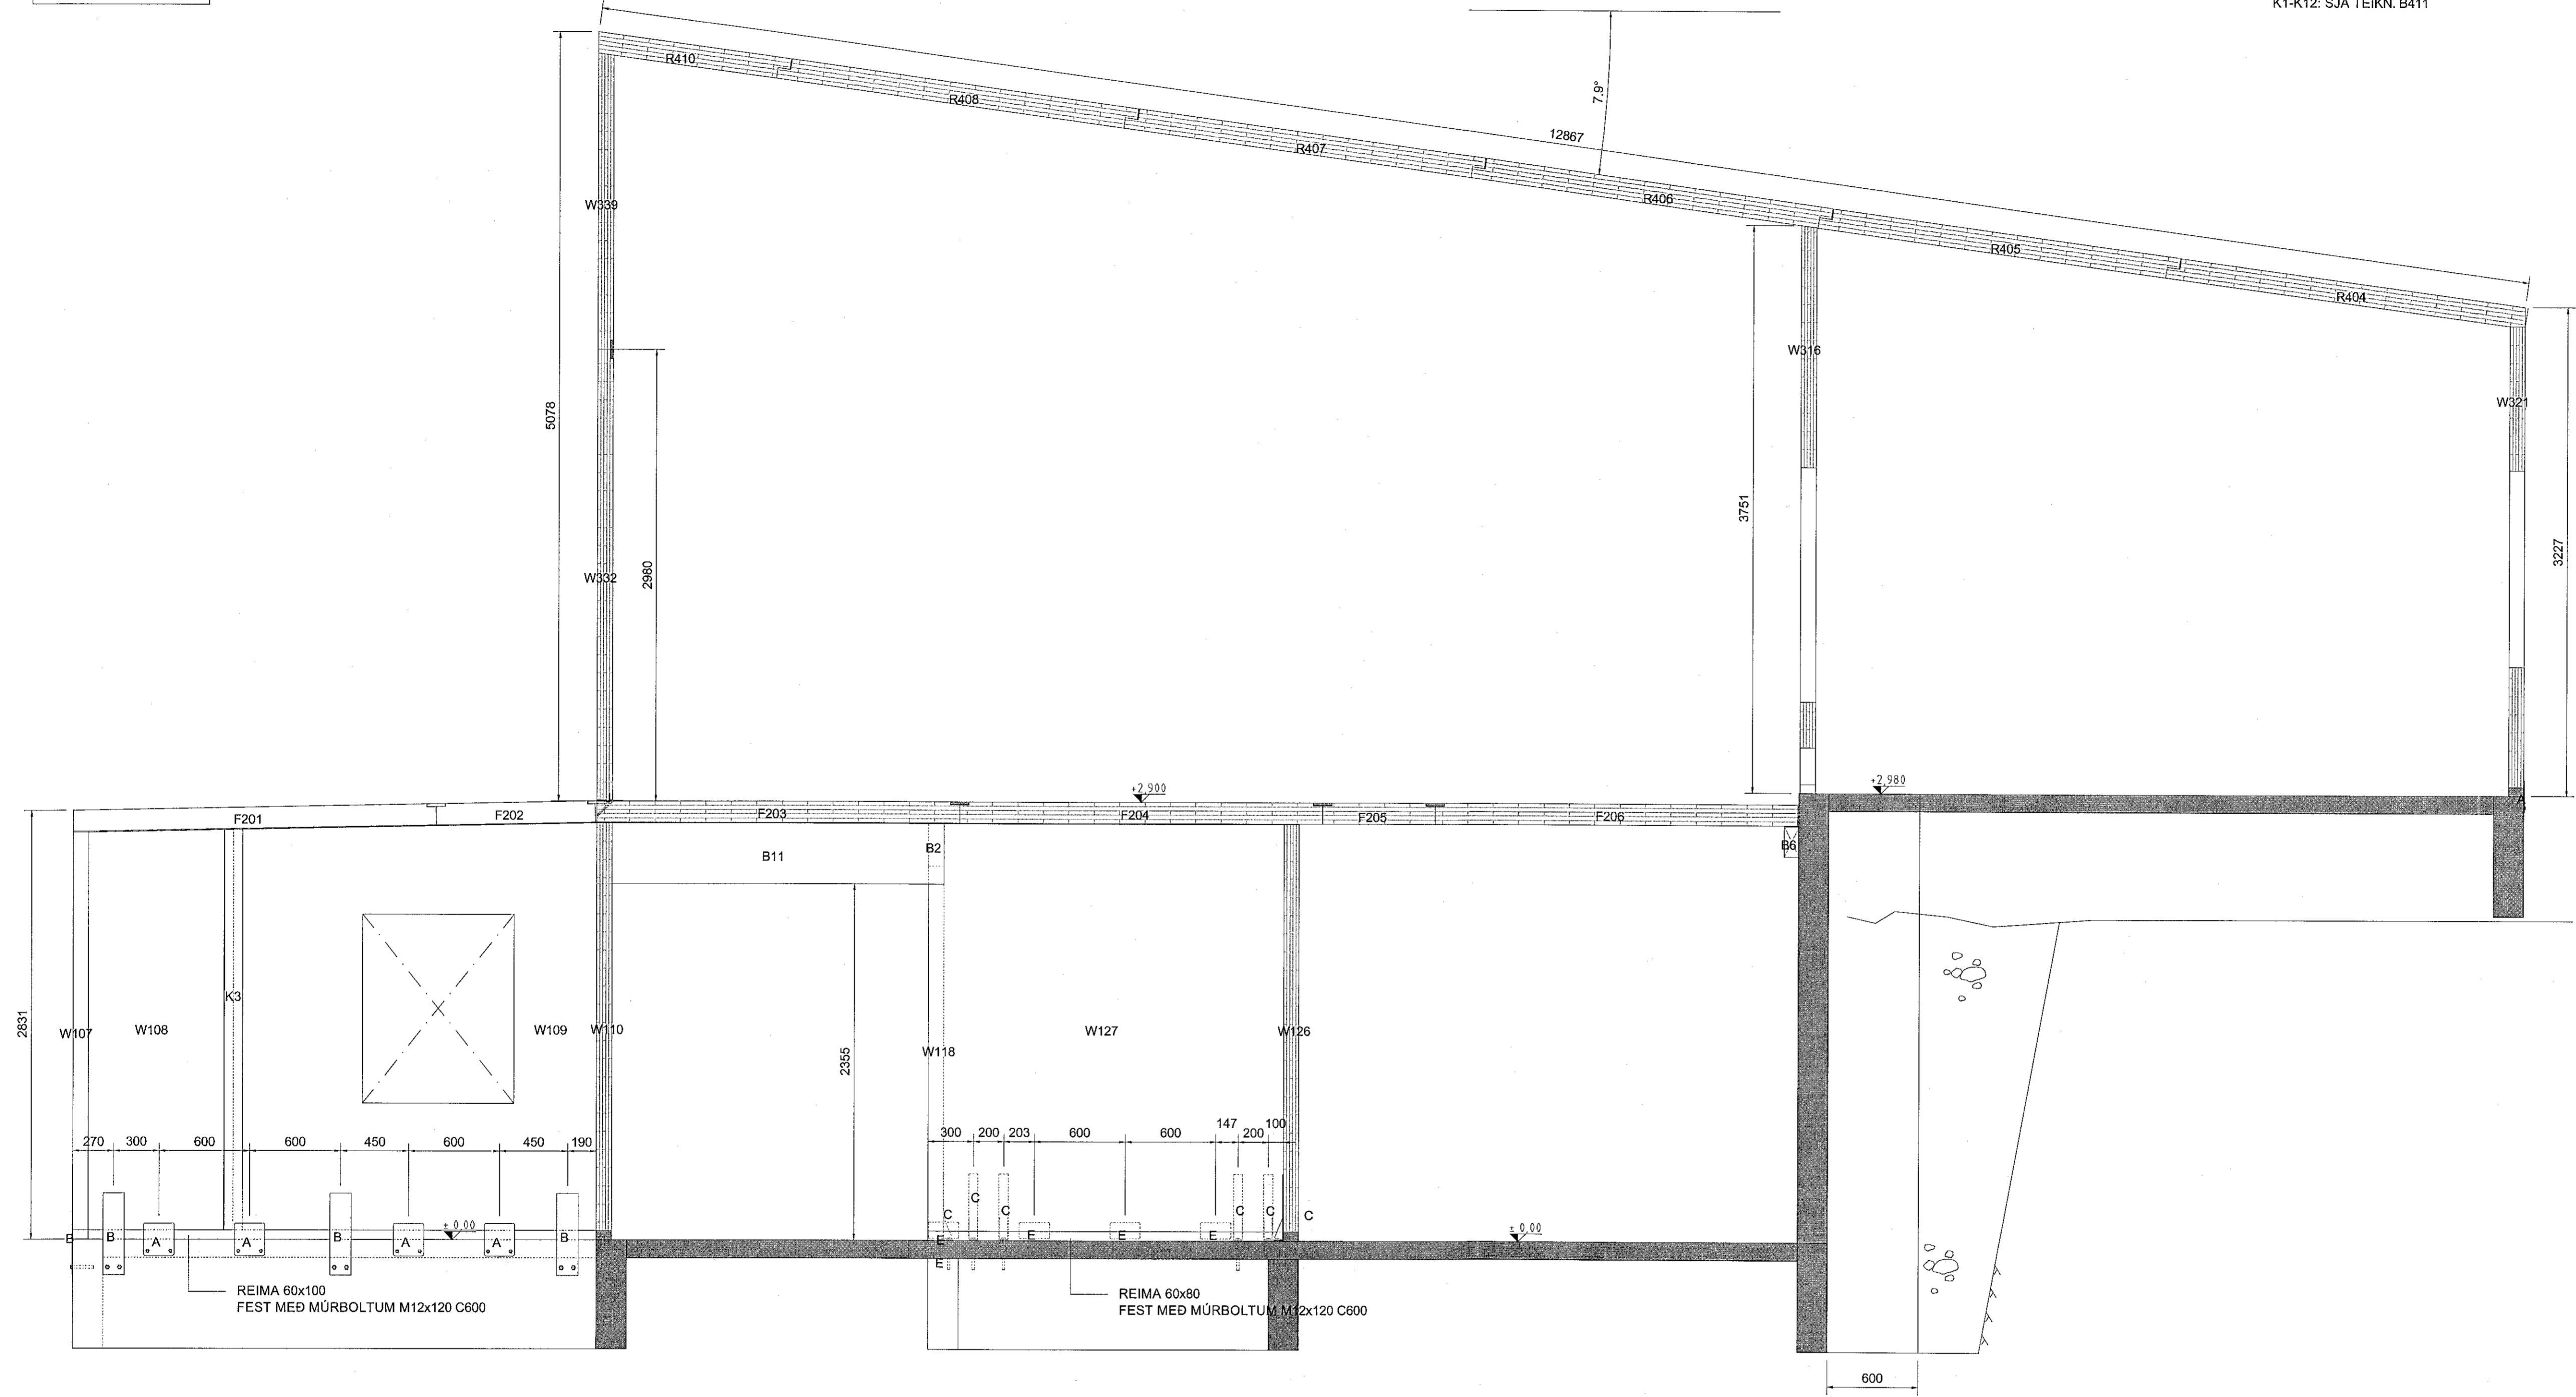 K1-K12: SJÁ TEIKN. B411
R410
R408
7.9°
12867
R407
R406
R405
R404
W339
5078
2980
W332
W316
3751
W321
3227
+2,900
+2,980
F201
F202
F203
F204
F205
F206
A
B11
B2
B6
K3
2831
W107
W108
W109
W110
2355
W118
W127
W126
270 300 600 600 450 600 450 190
300 200 203 600 600 147 200 100
C C C C C C
± 0,00
± 0,00
B B A A B A A B
E E E E E
REIMA 60x100
FEST MEÐ MÚRBOLTUM M12x120 C600
REIMA 60x80
FEST MEÐ MÚRBOLTUM M12x120 C600
600